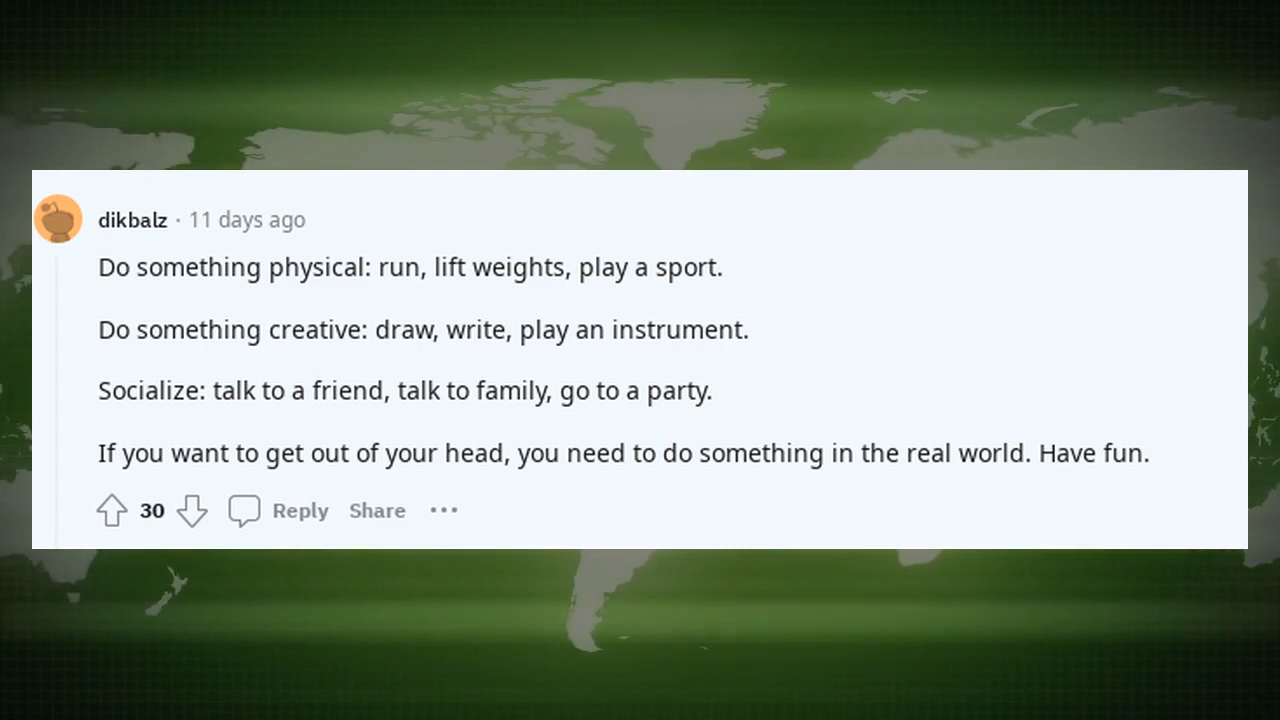 dikbalz · 11 days ago
Do something physical: run, lift weights, play a sport.
Do something creative: draw, write, play an instrument.
Socialize: talk to a friend, talk to family, go to a party.
If you want to get out of your head, you need to do something in the real world. Have fun.
30 Reply Share ···